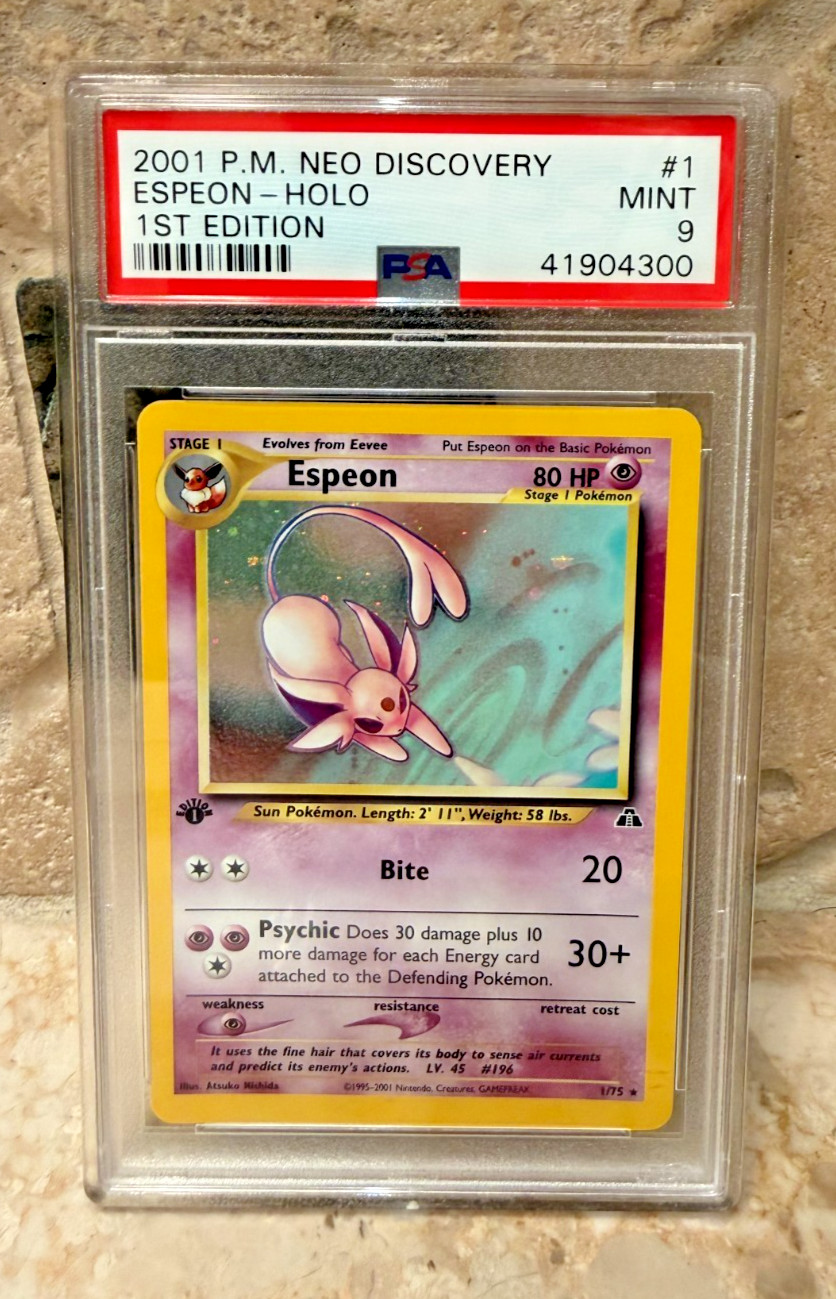 2001 P.M. NEO DISCOVERY #1
ESPEON - HOLO MINT
1ST EDITION 9
PSA 41904300
STAGE 1 Evolves from Eevee Put Espeon on the Basic Pokémon
Espeon 80 HP
Stage 1 Pokémon
EDITION
1
Sun Pokémon. Length: 2' 11", Weight: 58 lbs.
Bite 20
Psychic Does 30 damage plus 10
more damage for each Energy card
attached to the Defending Pokémon.
30+
weakness resistance retreat cost
It uses the fine hair that covers its body to sense air currents
and predict its enemy's actions. LV. 45 #196
Illus. Atsuko Nishida ©1995-2001 Nintendo, Creatures, GAMEFREAK 1/75 ★